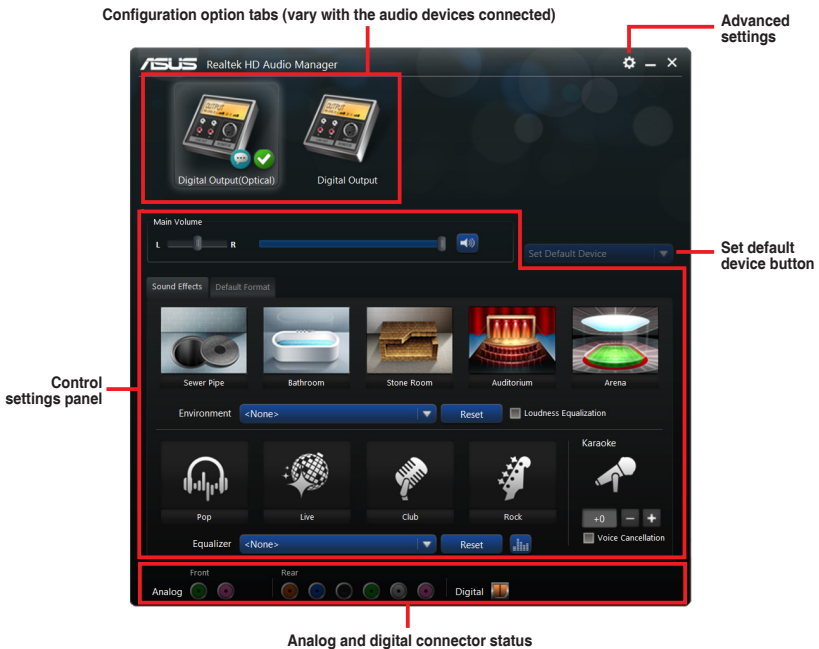 Configuration option tabs (vary with the audio devices connected)
Advanced
settings
ASUS Realtek HD Audio Manager
Digital Output(Optical) Digital Output
Main Volume
L R
Set Default Device
Set default
device button
Sound Effects Default Format
Sewer Pipe Bathroom Stone Room Auditorium Arena
Control
settings panel
Environment <None> Reset Loudness Equalization
Karaoke
Pop Live Club Rock
+0 − +
Equalizer <None> Reset Voice Cancellation
Front Rear
Analog Digital
Analog and digital connector status